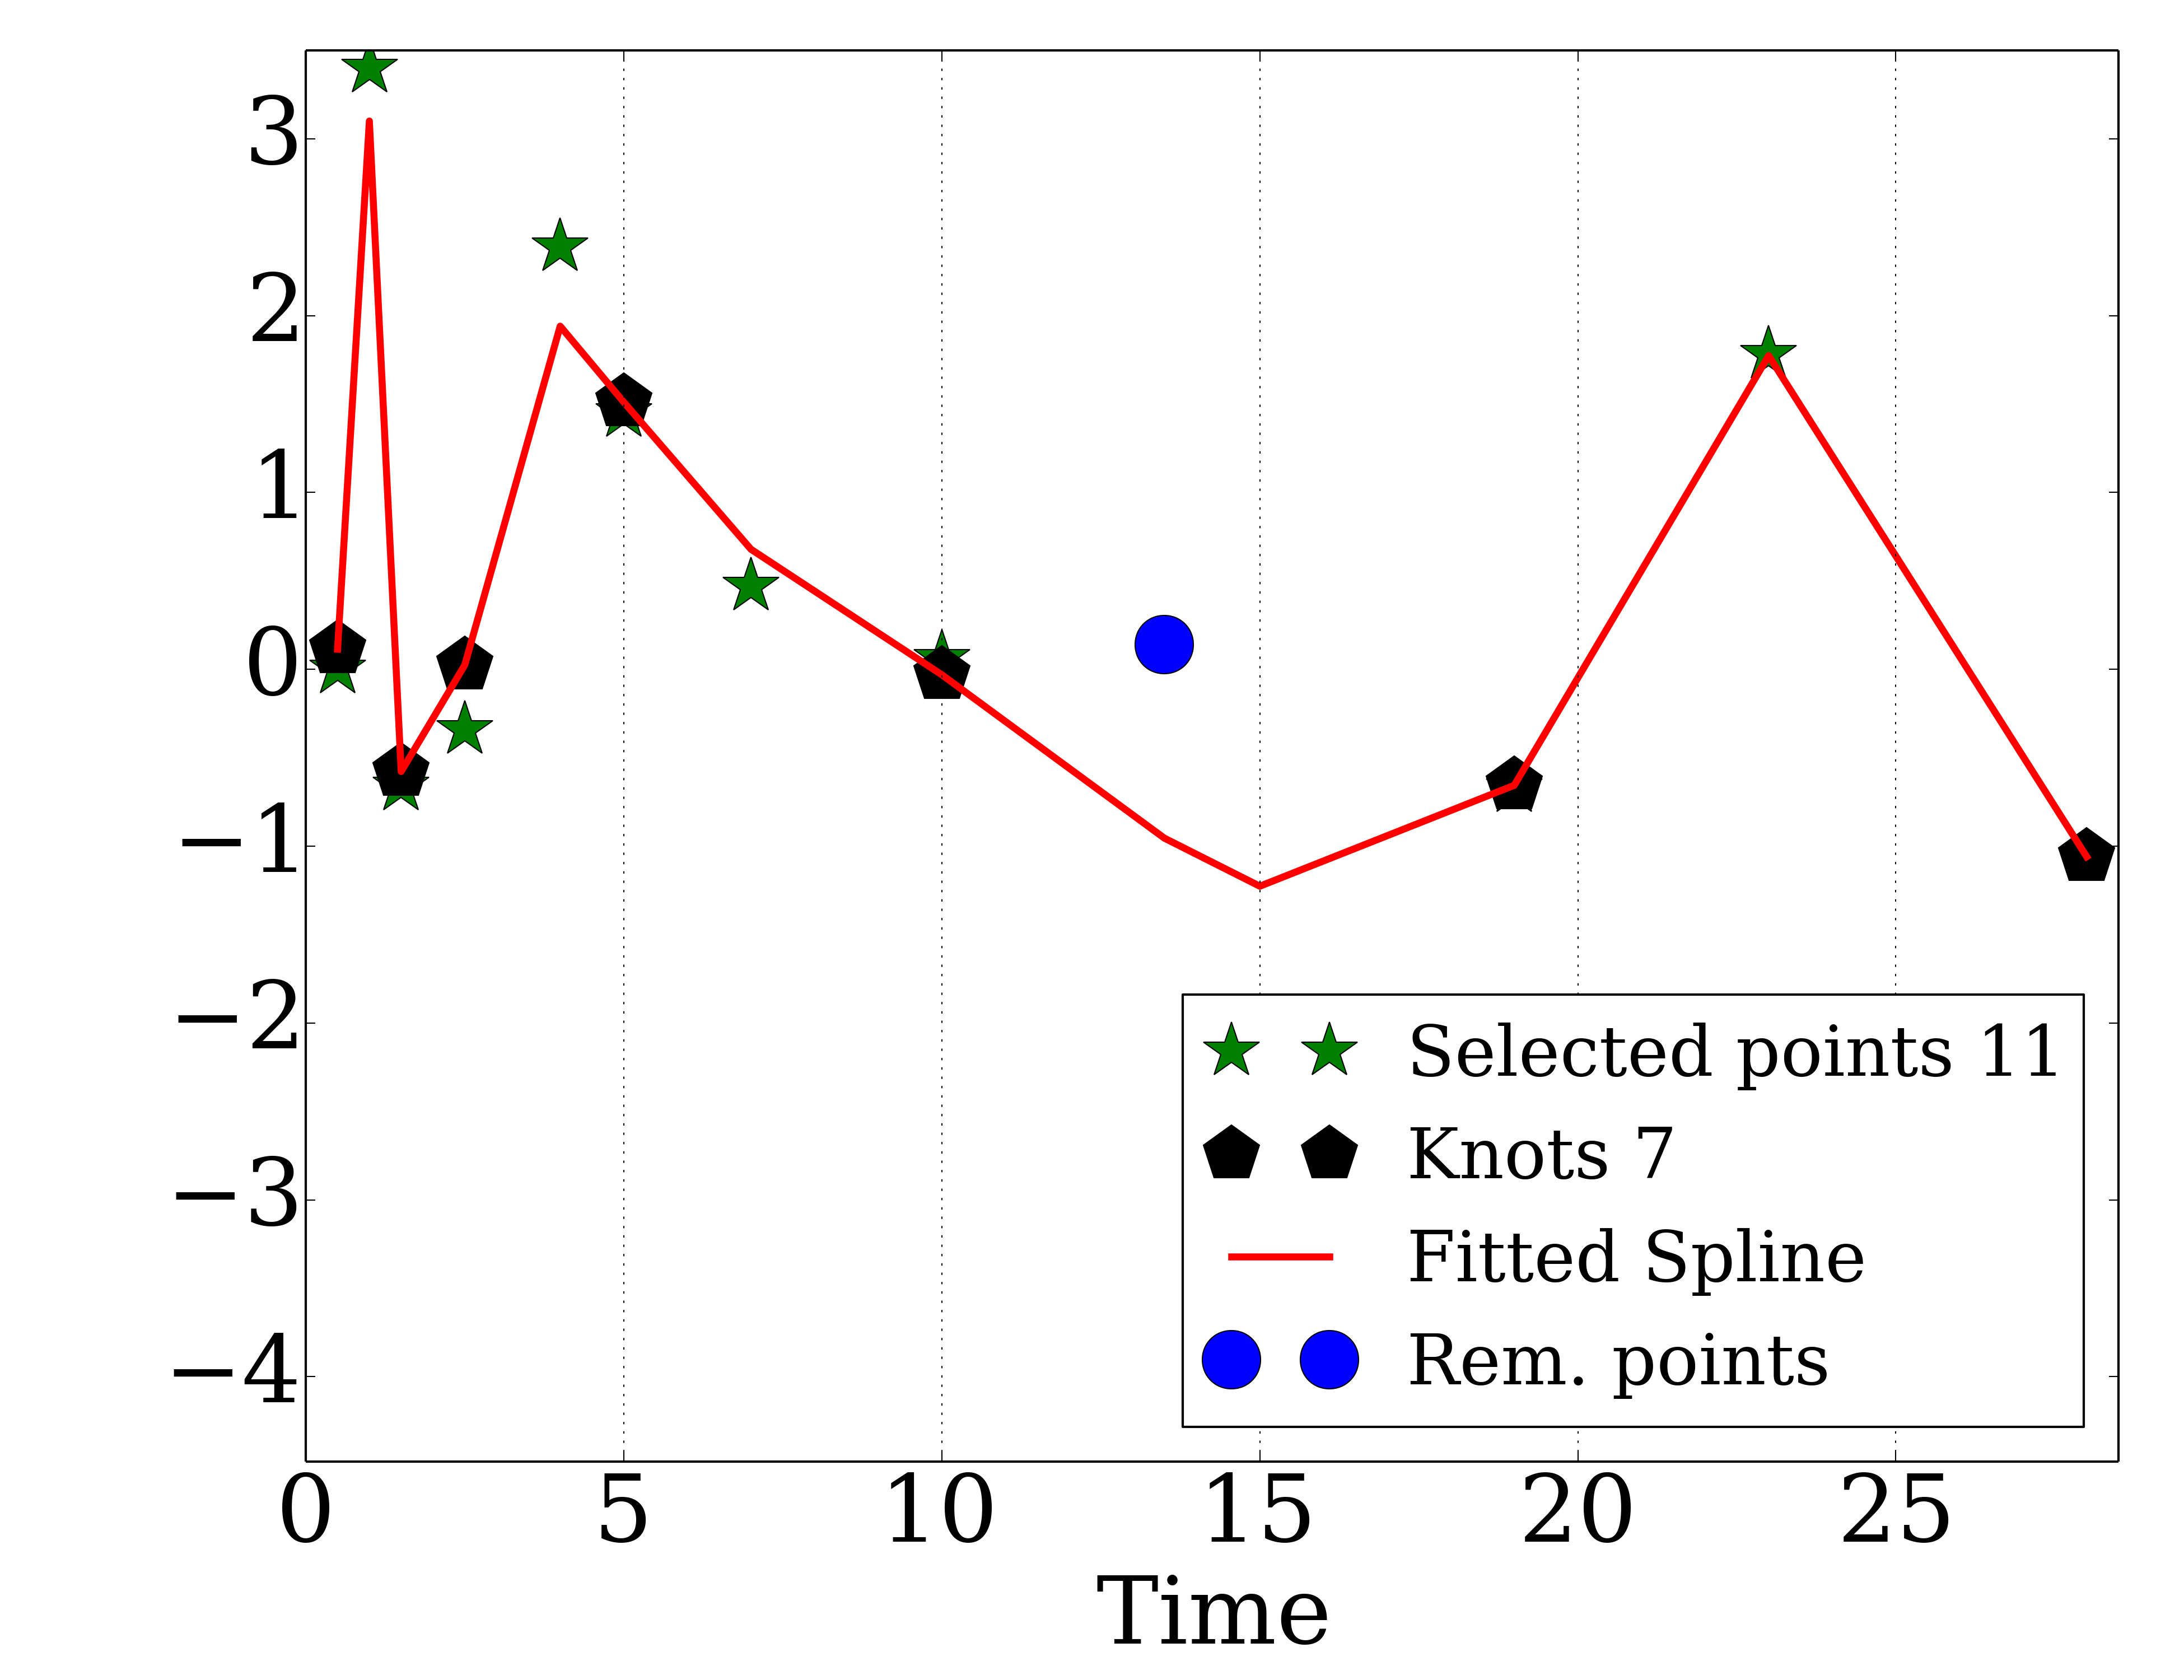 3
2
1
0
−1
−2
−3
−4
Selected points 11
Knots 7
Fitted Spline
Rem. points
0 5 10 15 20 25
Time